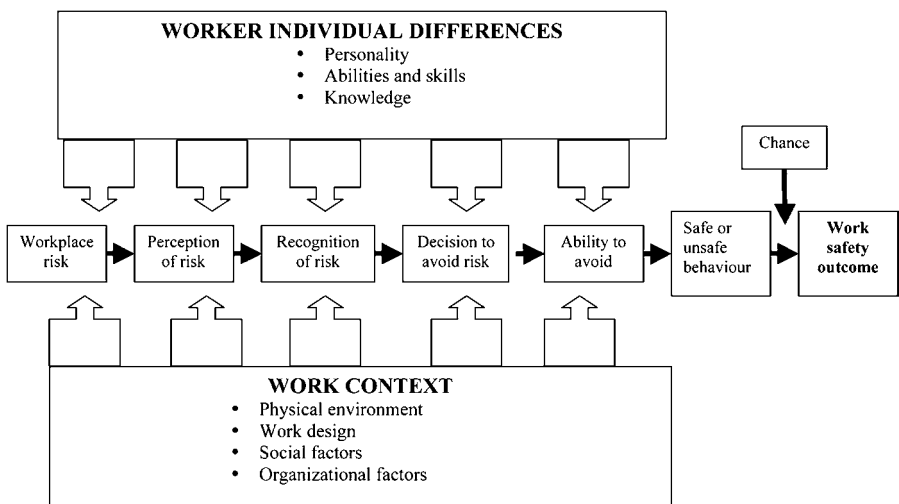 WORKER INDIVIDUAL DIFFERENCES
• Personality
• Abilities and skills
• Knowledge
Chance
Workplace
risk
Perception
of risk
Recognition
of risk
Decision to
avoid risk
Ability to
avoid
Safe or
unsafe
behaviour
Work
safety
outcome
WORK CONTEXT
• Physical environment
• Work design
• Social factors
• Organizational factors